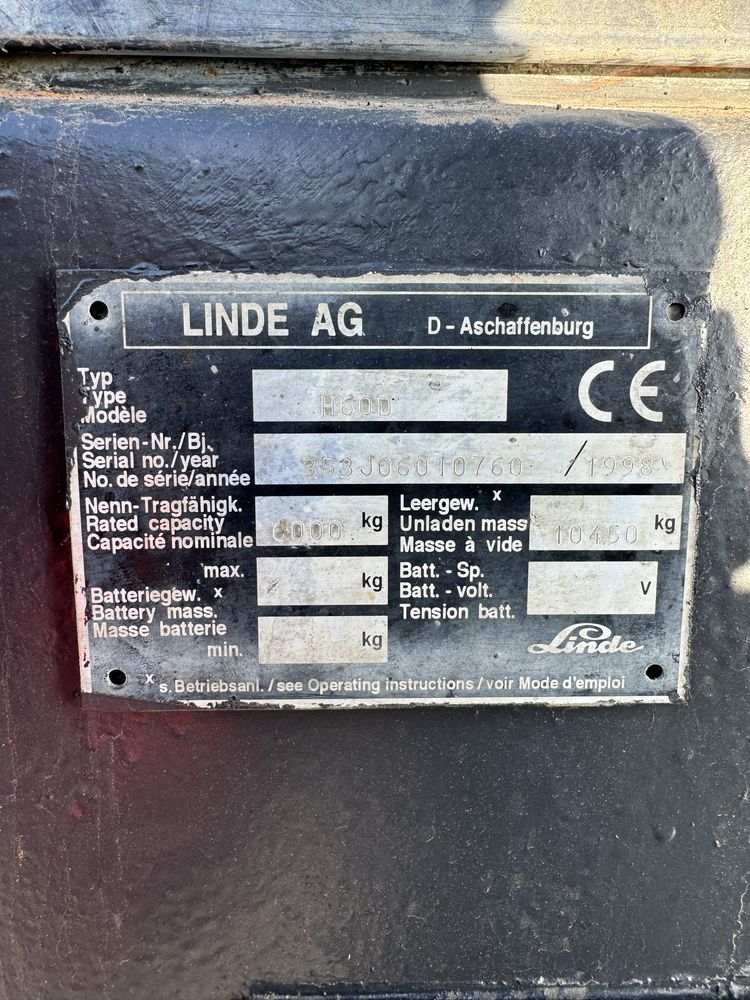 LINDE AG D - Aschaffenburg
Typ
Type
Modèle
H60D
CE
Serien-Nr./Bj.
Serial no./year
No. de série/année
353J06010760 /1998
Nenn-Tragfähigk.
Rated capacity
Capacité nominale
6000 kg
Leergew. x
Unladen mass
Masse à vide
10450 kg
max.
kg
Batteriegew. x
Battery mass.
Masse batterie
min.
kg
Batt. - Sp.
Batt. - volt.
Tension batt.
V
Linde
x s. Betriebsanl. / see Operating instructions / voir Mode d'emploi